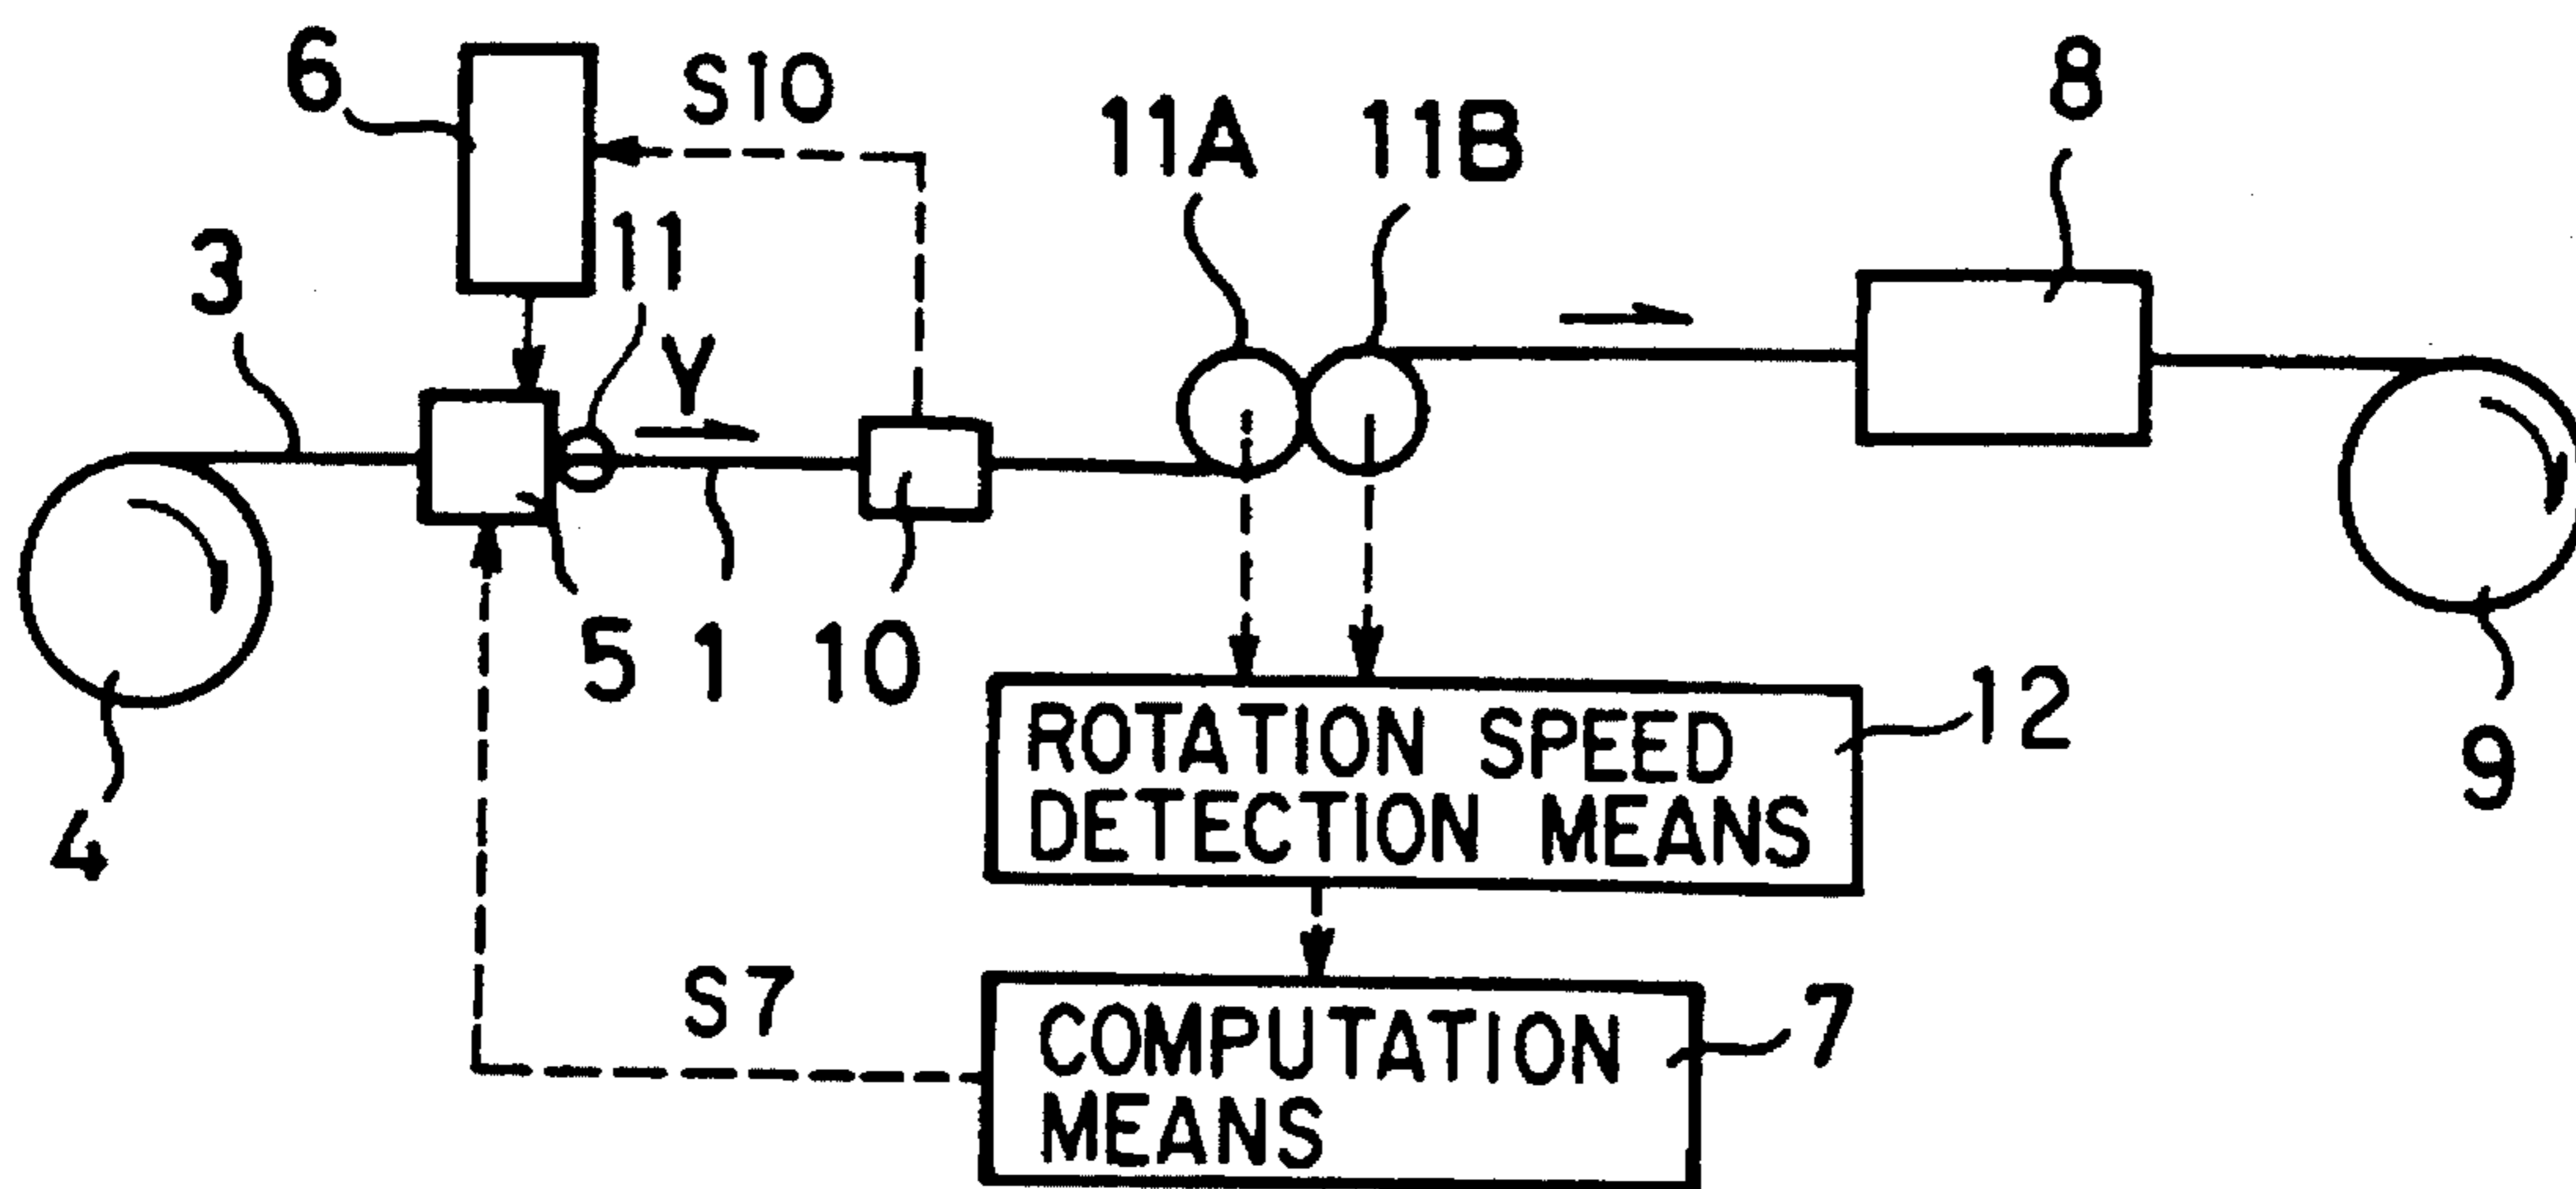 6
S10
11A
11B
8
3
11
Y
5
1
10
4
ROTATION SPEED
DETECTION MEANS
12
9
S7
COMPUTATION
MEANS
7